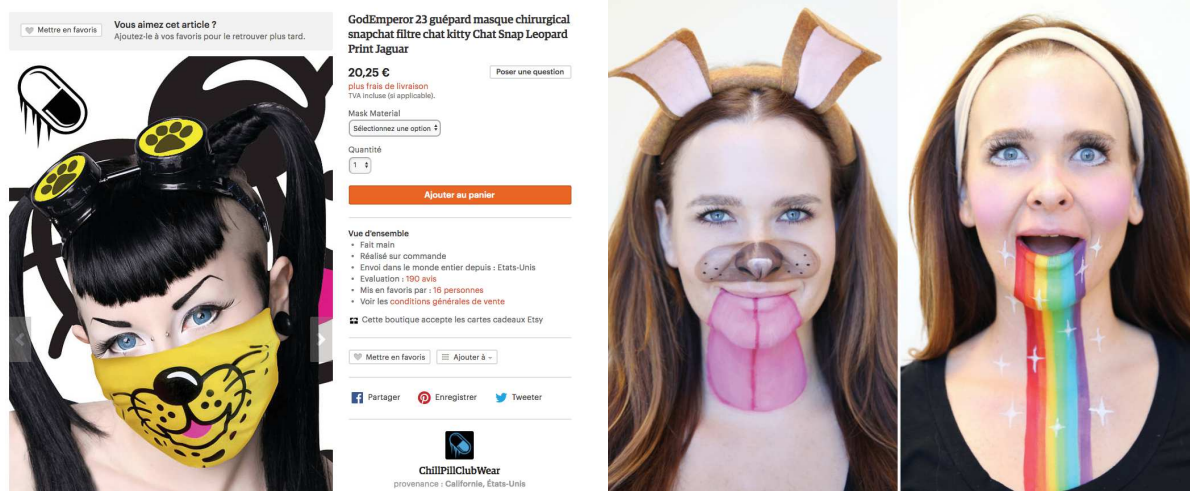 Mettre en favoris
Vous aimez cet article ?
Ajoutez-le à vos favoris pour le retrouver plus tard.
GodEmperor 23 guépard masque chirurgical
snapchat filtre chat kitty Chat Snap Leopard
Print Jaguar
20,25 €
Poser une question
plus frais de livraison
TVA incluse (si applicable).
Mask Material
Sélectionnez une option
Quantité
1
Ajouter au panier
Vue d'ensemble
• Fait main
• Réalisé sur commande
• Envoi dans le monde entier depuis : Etats-Unis
• Evaluation : 190 avis
• Mis en favoris par : 16 personnes
• Voir les conditions générales de vente
Cette boutique accepte les cartes cadeaux Etsy
Mettre en favoris
Ajouter à
Partager
Enregistrer
Tweeter
ChillPillClubWear
provenance : Californie, États-Unis